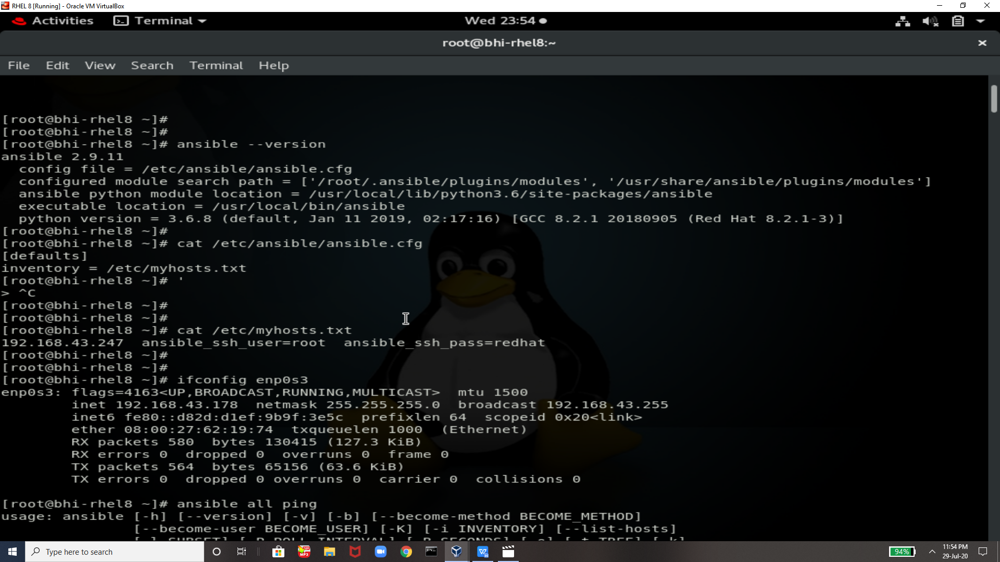 RHEL 8 [Running] - Oracle VM VirtualBox
Activities Terminal Wed 23:54
root@bhi-rhel8:~
File Edit View Search Terminal Help
[root@bhi-rhel8 ~]#
[root@bhi-rhel8 ~]#
[root@bhi-rhel8 ~]# ansible --version
ansible 2.9.11
  config file = /etc/ansible/ansible.cfg
  configured module search path = ['/root/.ansible/plugins/modules', '/usr/share/ansible/plugins/modules']
  ansible python module location = /usr/local/lib/python3.6/site-packages/ansible
  executable location = /usr/local/bin/ansible
  python version = 3.6.8 (default, Jan 11 2019, 02:17:16) [GCC 8.2.1 20180905 (Red Hat 8.2.1-3)]
[root@bhi-rhel8 ~]#
[root@bhi-rhel8 ~]# cat /etc/ansible/ansible.cfg
[defaults]
inventory = /etc/myhosts.txt
[root@bhi-rhel8 ~]# '
> ^C
[root@bhi-rhel8 ~]#
[root@bhi-rhel8 ~]#
[root@bhi-rhel8 ~]# cat /etc/myhosts.txt
192.168.43.247  ansible_ssh_user=root  ansible_ssh_pass=redhat
[root@bhi-rhel8 ~]#
[root@bhi-rhel8 ~]#
[root@bhi-rhel8 ~]# ifconfig enp0s3
enp0s3: flags=4163<UP,BROADCAST,RUNNING,MULTICAST>  mtu 1500
        inet 192.168.43.178  netmask 255.255.255.0  broadcast 192.168.43.255
        inet6 fe80::d82d:d1ef:9b9f:3e5c  prefixlen 64  scopeid 0x20<link>
        ether 08:00:27:62:19:74  txqueuelen 1000  (Ethernet)
        RX packets 580  bytes 130415 (127.3 KiB)
        RX errors 0  dropped 0  overruns 0  frame 0
        TX packets 564  bytes 65156 (63.6 KiB)
        TX errors 0  dropped 0 overruns 0  carrier 0  collisions 0
[root@bhi-rhel8 ~]# ansible all ping
usage: ansible [-h] [--version] [-v] [-b] [--become-method BECOME_METHOD]
               [--become-user BECOME_USER] [-K] [-i INVENTORY] [--list-hosts]
Type here to search
MP3
94%
11:54 PM
29-Jul-20